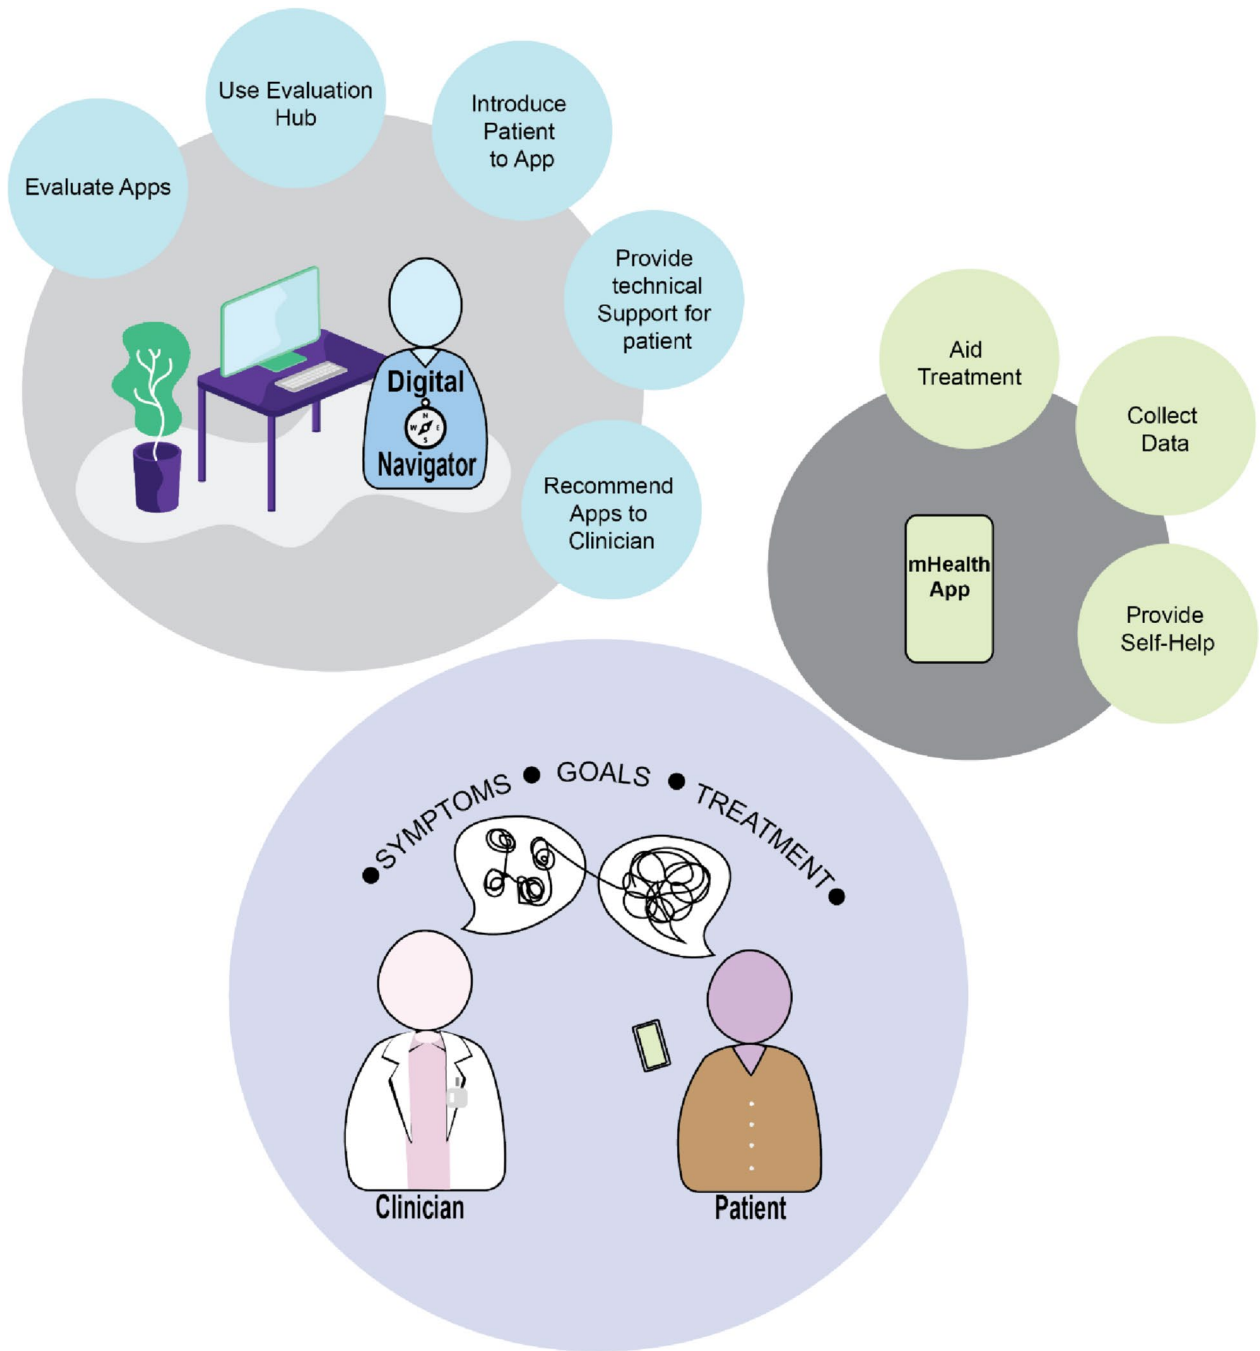 Use Evaluation
Hub
Introduce
Patient
to App
Evaluate Apps
Provide
technical
Support for
patient
Digital
N
W E
S
Navigator
Recommend
Apps to
Clinician
Aid
Treatment
Collect
Data
mHealth
App
Provide
Self-Help
● SYMPTOMS ● GOALS ● TREATMENT ●
Clinician
Patient